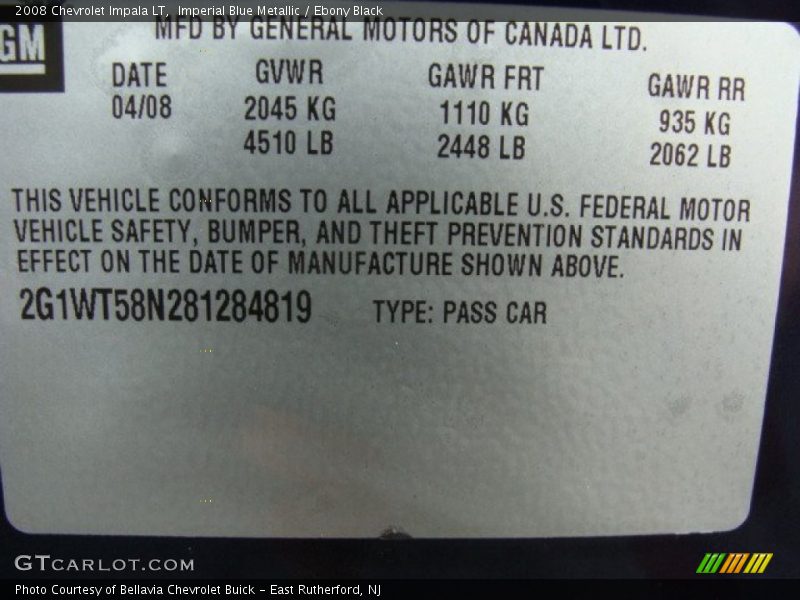 2008 Chevrolet Impala LT, Imperial Blue Metallic / Ebony Black
GM
MFD BY GENERAL MOTORS OF CANADA LTD.
DATE GVWR GAWR FRT GAWR RR
04/08 2045 KG 1110 KG 935 KG
4510 LB 2448 LB 2062 LB
THIS VEHICLE CONFORMS TO ALL APPLICABLE U.S. FEDERAL MOTOR
VEHICLE SAFETY, BUMPER, AND THEFT PREVENTION STANDARDS IN
EFFECT ON THE DATE OF MANUFACTURE SHOWN ABOVE.
2G1WT58N281284819 TYPE: PASS CAR
GTCARLOT.COM
Photo Courtesy of Bellavia Chevrolet Buick - East Rutherford, NJ